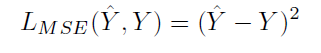 $L_{MSE}(\hat{Y}, Y) = (\hat{Y} - Y)^2$